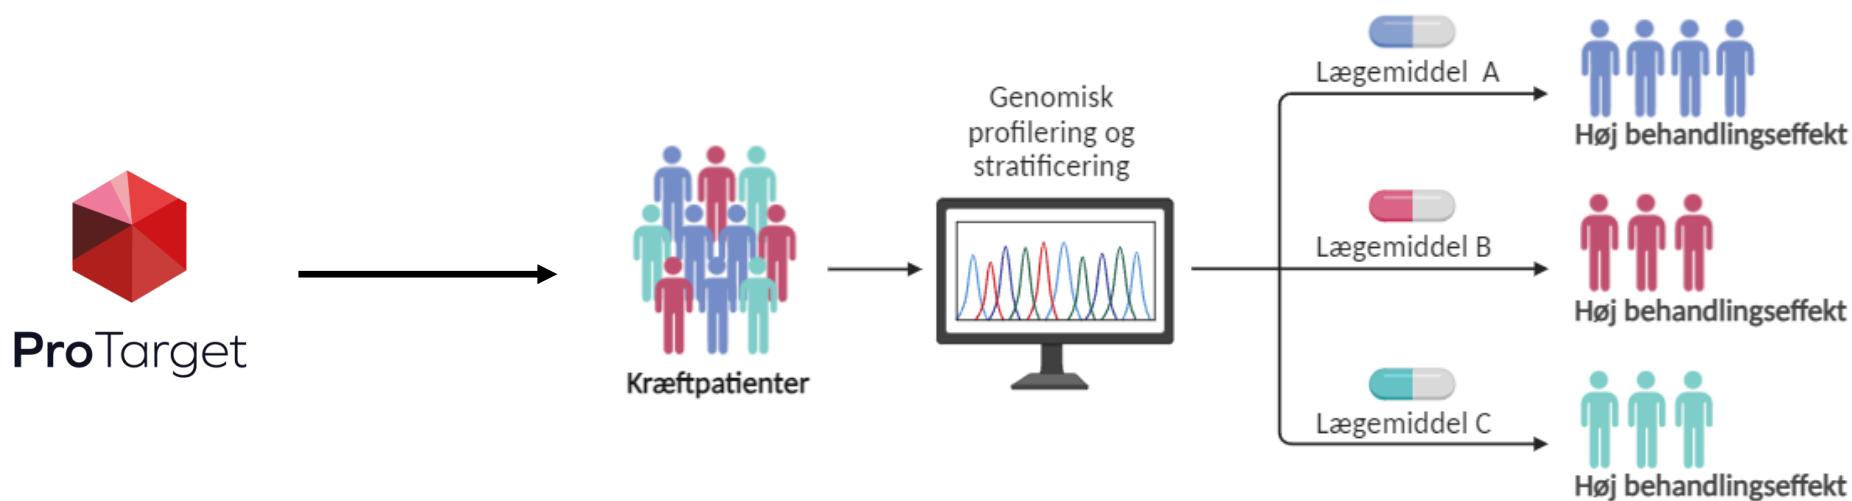 ProTarget
Kræftpatienter
Genomisk
profilering og
stratificering
Lægemiddel A
Høj behandlingseffekt
Lægemiddel B
Høj behandlingseffekt
Lægemiddel C
Høj behandlingseffekt